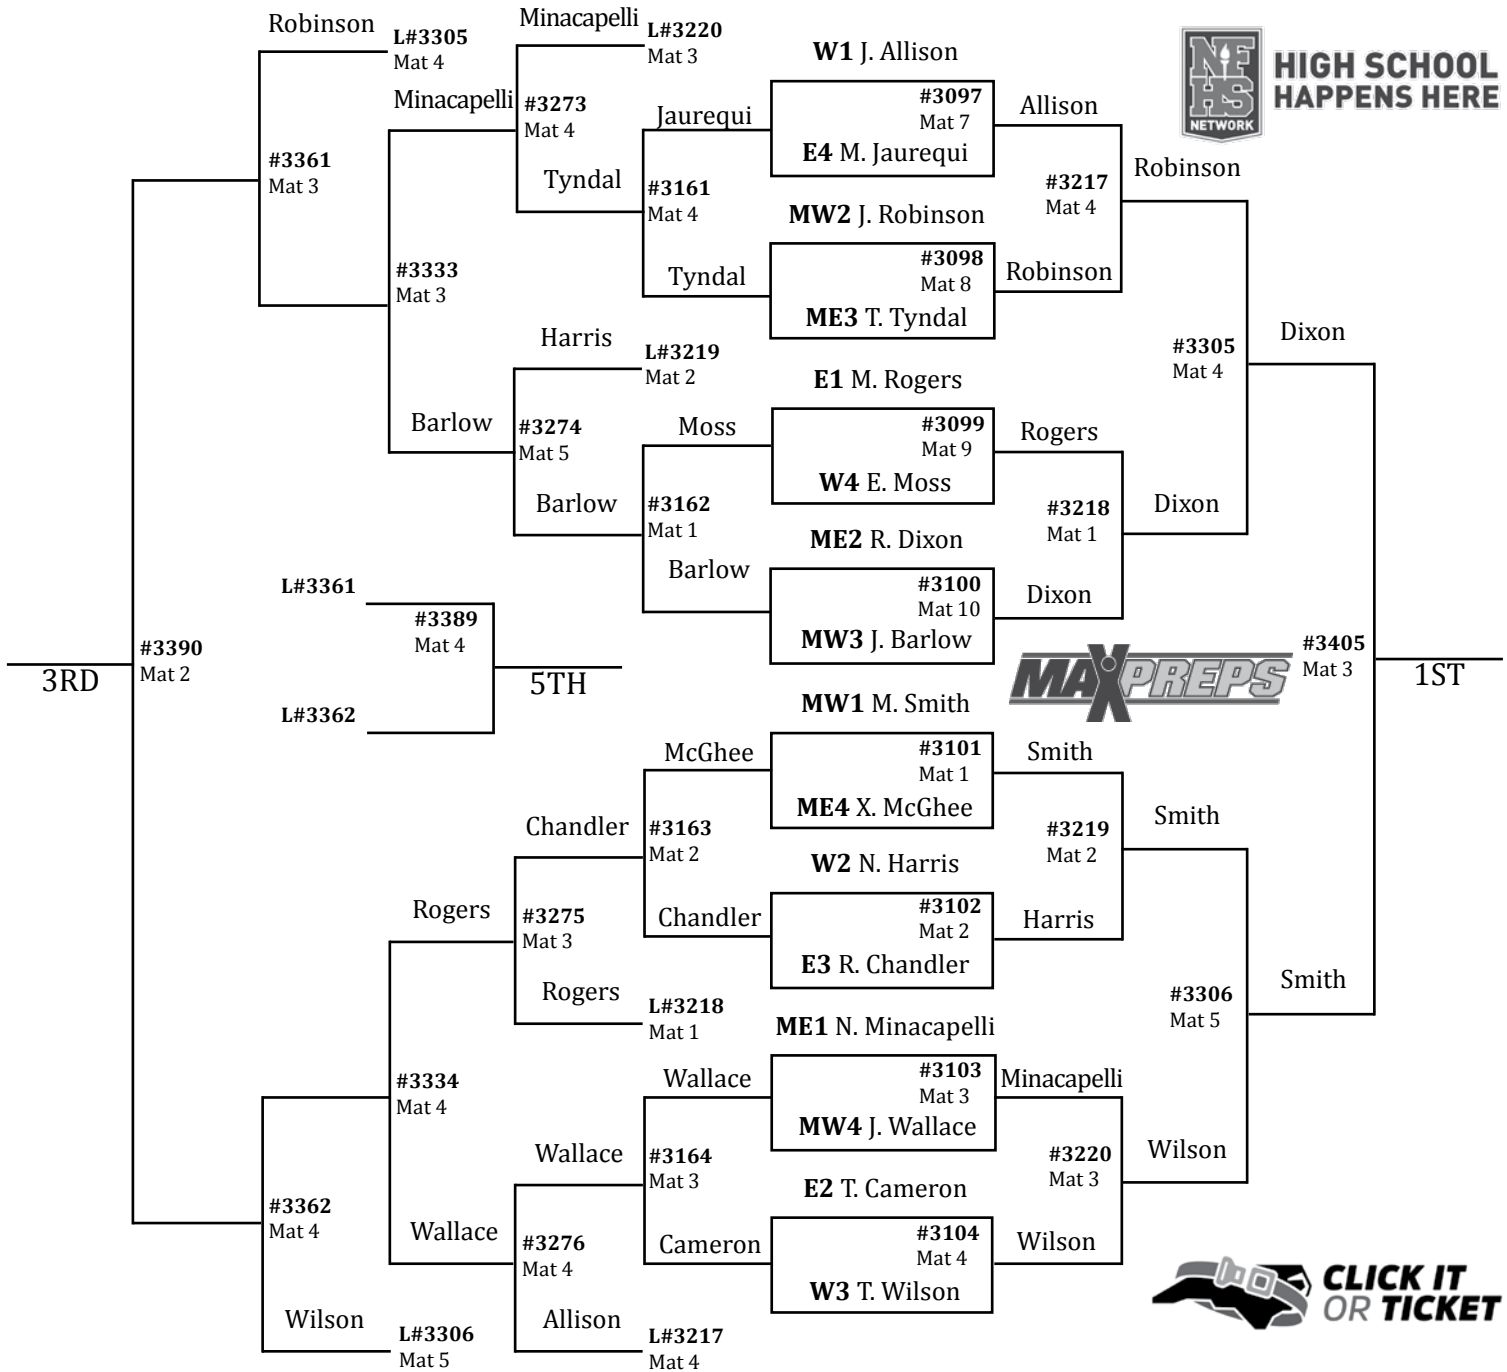 Robinson
L#3305
Mat 4
Minacapelli
L#3220
Mat 3
W1 J. Allison
NF
HS
NETWORK
HIGH SCHOOL
HAPPENS HERE
Minacapelli
#3273
Mat 4
Jaurequi
#3097
Mat 7
E4 M. Jaurequi
Allison
#3361
Mat 3
Tyndal
#3161
Mat 4
#3217
Mat 4
Robinson
MW2 J. Robinson
#3333
Mat 3
Tyndal
#3098
Mat 8
ME3 T. Tyndal
Robinson
Harris
L#3219
Mat 2
#3305
Mat 4
Dixon
E1 M. Rogers
Barlow
#3274
Mat 5
Moss
#3099
Mat 9
W4 E. Moss
Rogers
Barlow
#3162
Mat 1
#3218
Mat 1
Dixon
ME2 R. Dixon
Barlow
#3100
Mat 10
MW3 J. Barlow
Dixon
L#3361
#3389
Mat 4
#3390
Mat 2
3RD
5TH
L#3362
MAXPREPS
#3405
Mat 3
1ST
MW1 M. Smith
McGhee
#3101
Mat 1
ME4 X. McGhee
Smith
Chandler
#3163
Mat 2
#3219
Mat 2
Smith
W2 N. Harris
Rogers
#3275
Mat 3
Chandler
#3102
Mat 2
E3 R. Chandler
Harris
Rogers
L#3218
Mat 1
#3306
Mat 5
Smith
ME1 N. Minacapelli
#3334
Mat 4
Wallace
#3103
Mat 3
MW4 J. Wallace
Minacapelli
Wallace
#3164
Mat 3
#3220
Mat 3
Wilson
E2 T. Cameron
#3362
Mat 4
Wallace
#3276
Mat 4
Cameron
#3104
Mat 4
W3 T. Wilson
Wilson
Wilson
L#3306
Mat 5
Allison
L#3217
Mat 4
CLICK IT
OR TICKET